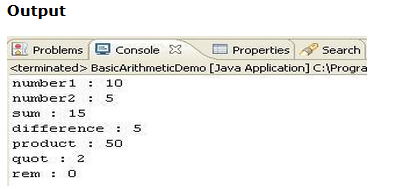 Output
Problems Console Properties Search
<terminated> BasicArithmeticDemo [Java Application] C:\Progra
number1 : 10
number2 : 5
sum : 15
difference : 5
product : 50
quot : 2
rem : 0